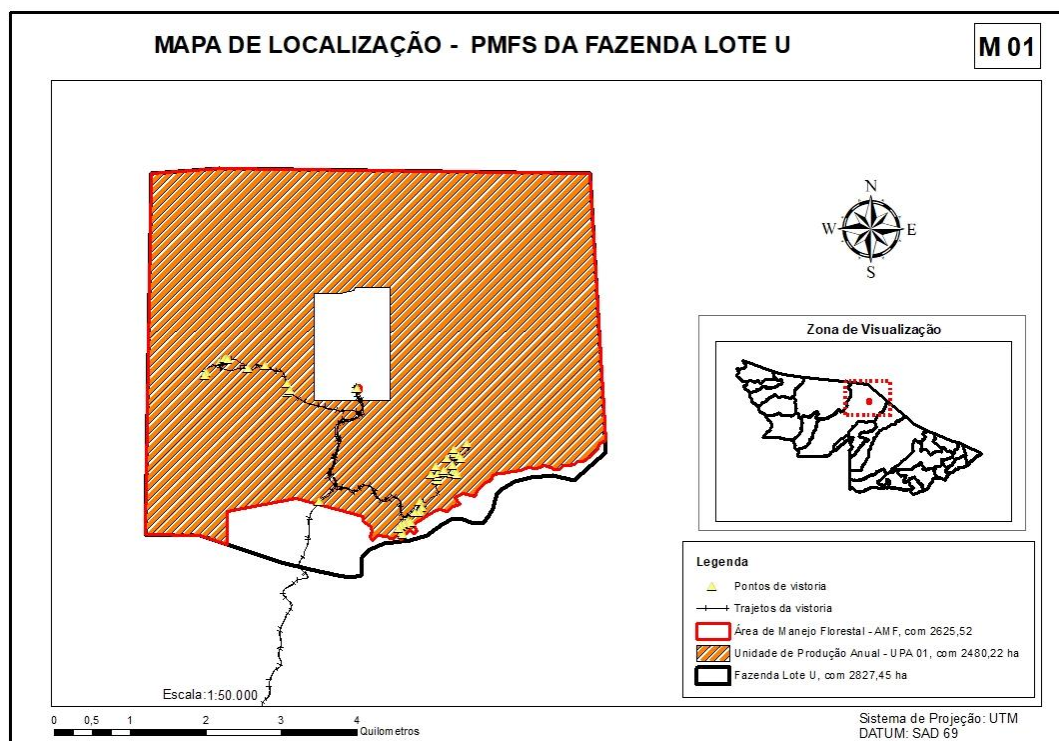 MAPA DE LOCALIZAÇÃO - PMFS DA FAZENDA LOTE U
M 01
N
W E
S
Zona de Visualização
Legenda
Pontos de vistoria
Trajetos da vistoria
Área de Manejo Florestal - AMF, com 2625,52
Unidade de Produção Anual - UPA 01, com 2480,22 ha
Fazenda Lote U, com 2827,45 ha
Escala:1:50.000
0 0,5 1 2 3 4
Quilometros
Sistema de Projeção: UTM
DATUM: SAD 69